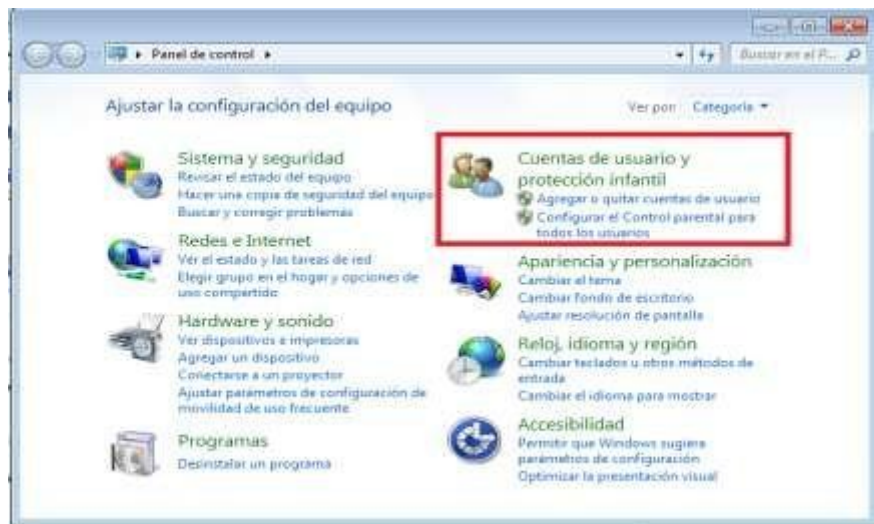 Panel de control
Buscar en el P...
Ajustar la configuración del equipo
Ver por: Categoría
Sistema y seguridad
Revisar el estado del equipo
Hacer una copia de seguridad del equipo
Buscar y corregir problemas
Redes e Internet
Ver el estado y las tareas de red
Elegir grupo en el hogar y opciones de
uso compartido
Hardware y sonido
Ver dispositivos e impresoras
Agregar un dispositivo
Conectarse a un proyector
Ajustar parámetros de configuración de
movilidad de uso frecuente
Programas
Desinstalar un programa
Cuentas de usuario y
protección infantil
Agregar o quitar cuentas de usuario
Configurar el Control parental para
todos los usuarios
Apariencia y personalización
Cambiar el tema
Cambiar fondo de escritorio
Ajustar resolución de pantalla
Reloj, idioma y región
Cambiar teclados u otros métodos de
entrada
Cambiar el idioma para mostrar
Accesibilidad
Permitir que Windows sugiera
parámetros de configuración
Optimizar la presentación visual